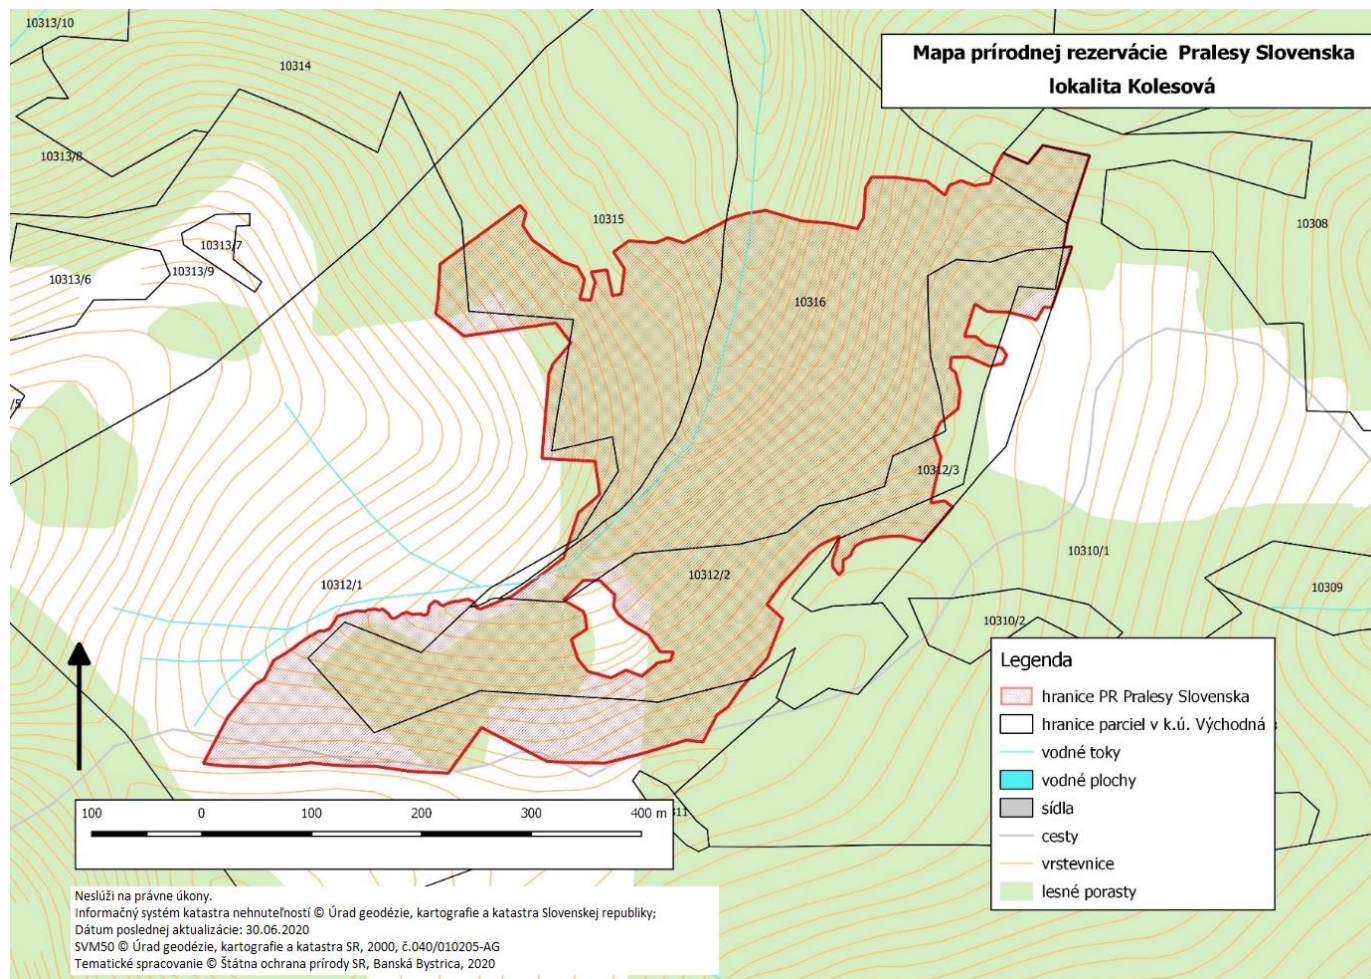 Mapa prírodnej rezervácie Pralesy Slovenska
lokalita Kolesová
10313/10
10314
10313/8
10315
10313/7
10313/9
10313/6
10308
10316
/5
10312/3
10310/1
10312/1
10312/2
10309
10310/2
11
Legenda
hranice PR Pralesy Slovenska
hranice parciel v k.ú. Východná
vodné toky
vodné plochy
sídla
cesty
vrstevnice
lesné porasty
100 0 100 200 300 400 m
Neslúži na právne úkony.
Informačný systém katastra nehnuteľností © Úrad geodézie, kartografie a katastra Slovenskej republiky;
Dátum poslednej aktualizácie: 30.06.2020
SVM50 © Úrad geodézie, kartografie a katastra SR, 2000, č.040/010205-AG
Tematické spracovanie © Štátna ochrana prírody SR, Banská Bystrica, 2020